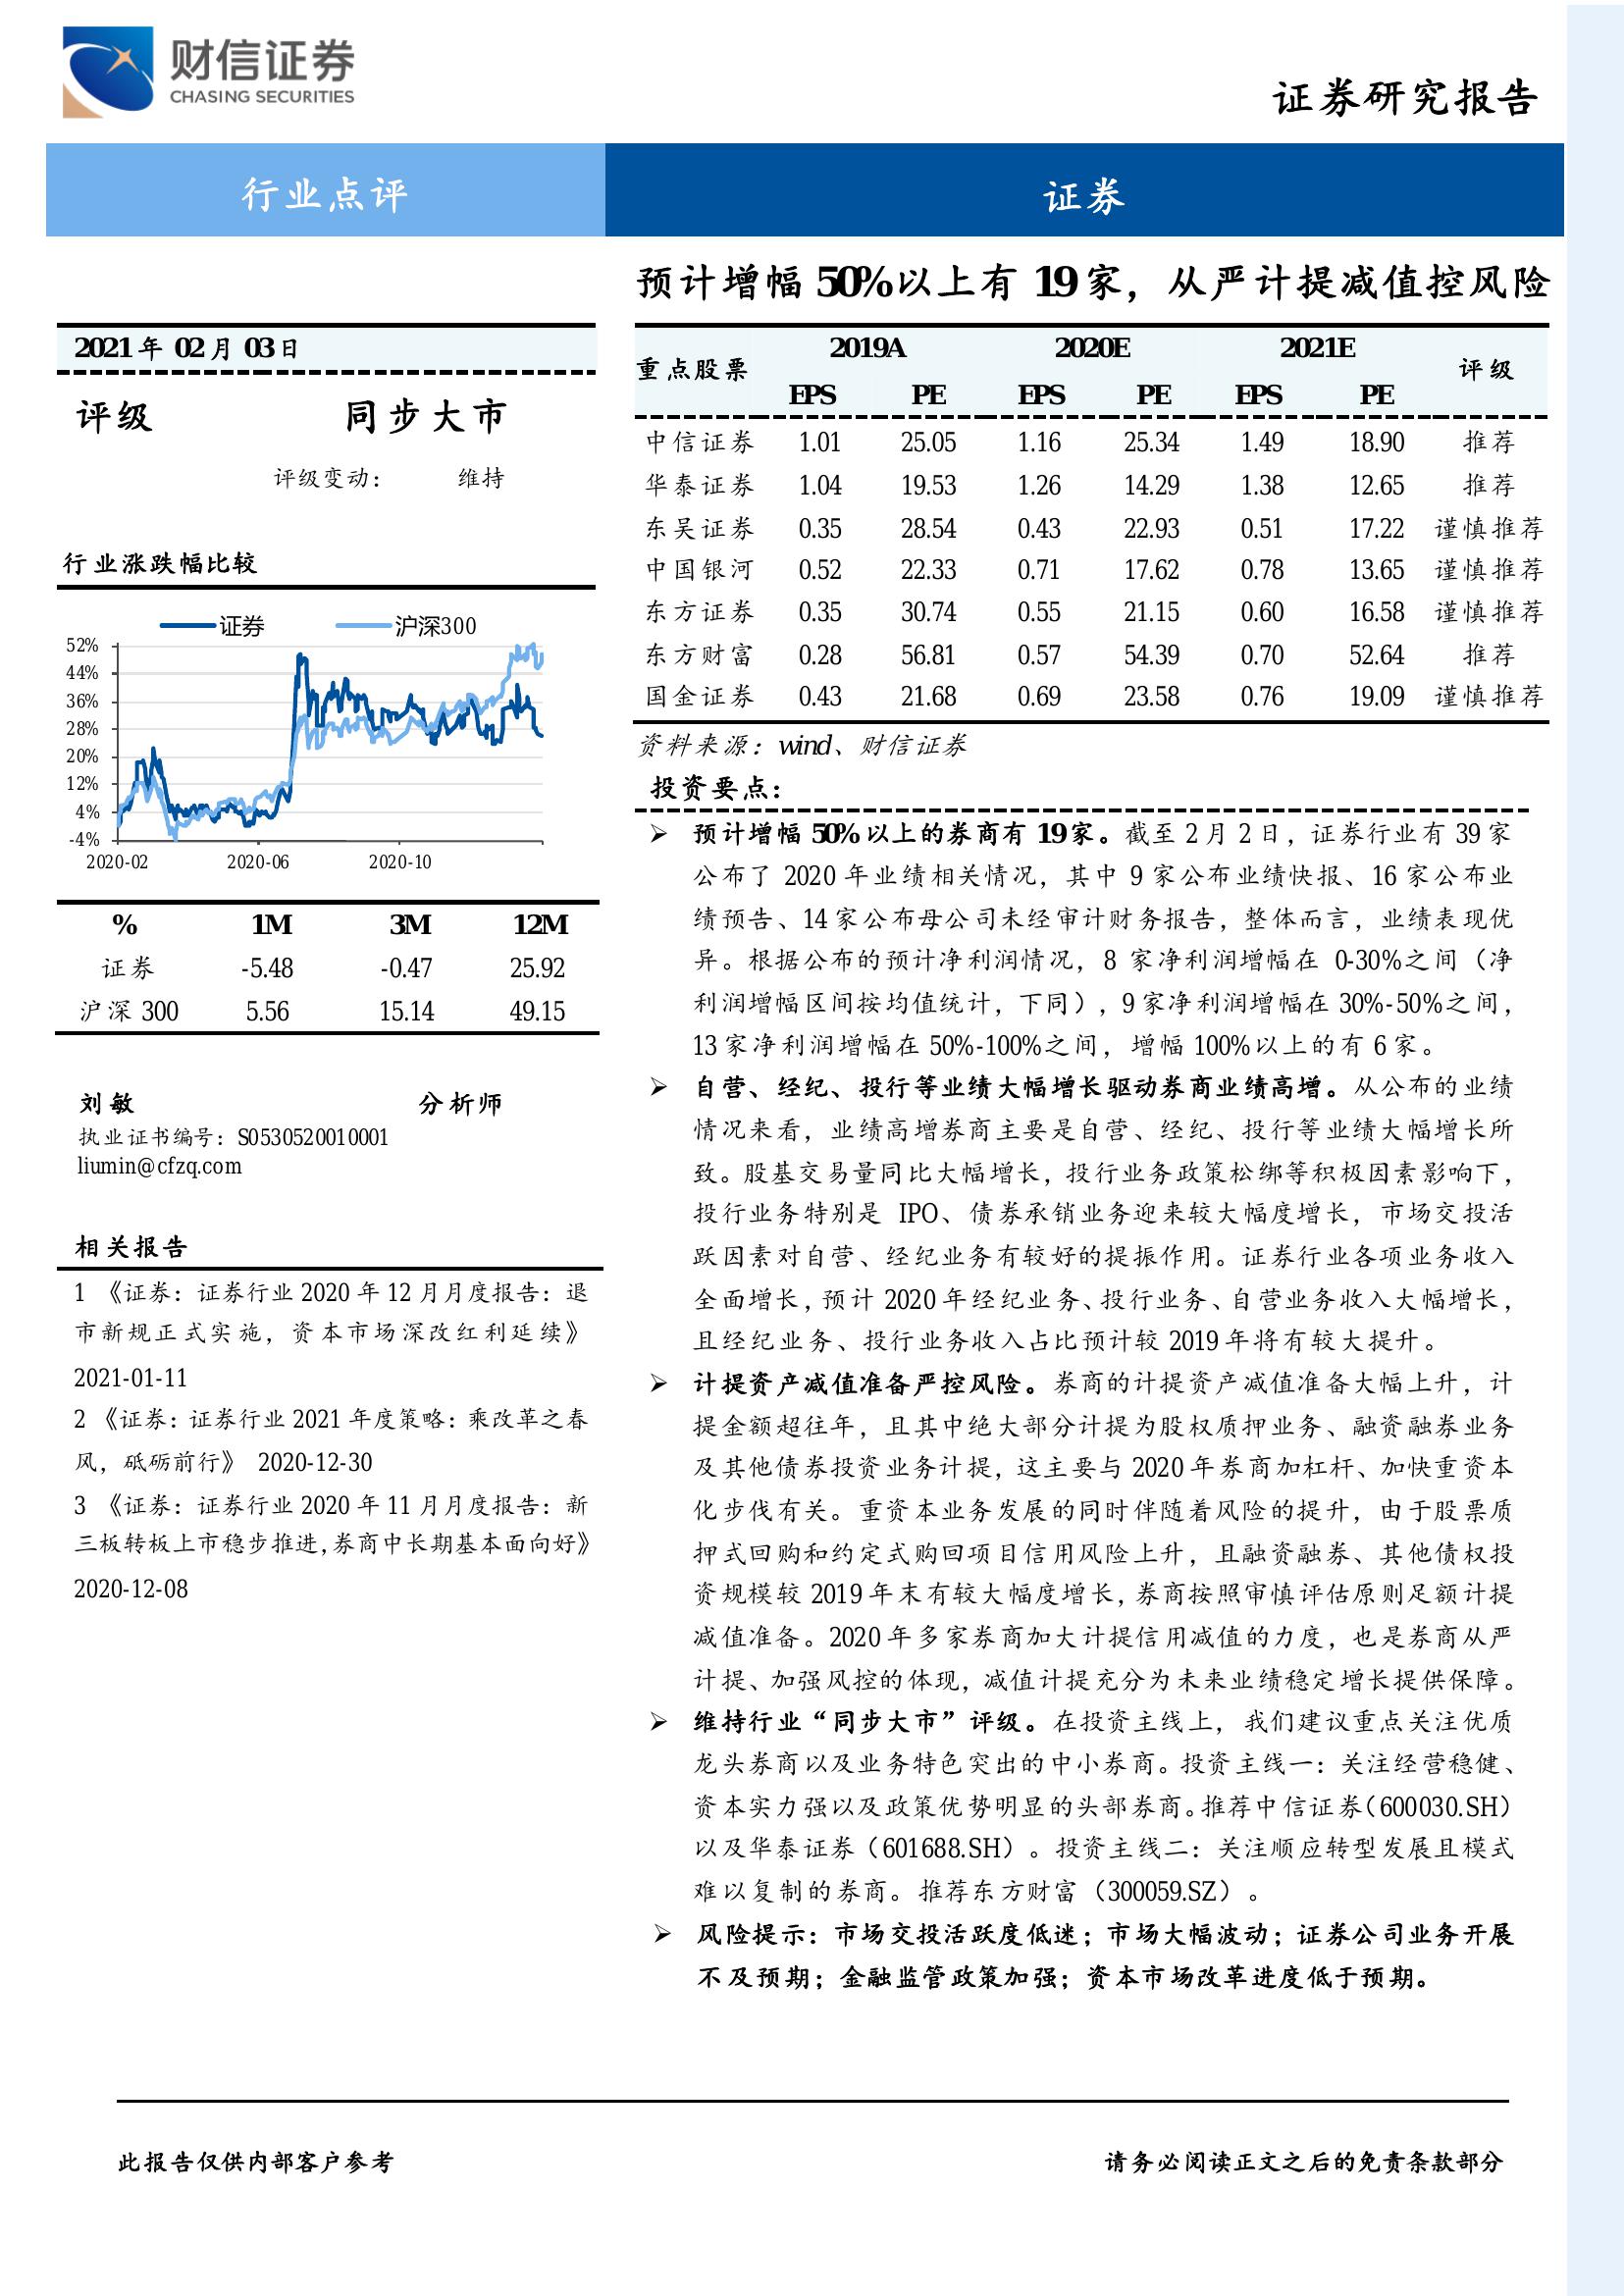 财信证券
CHASING SECURITIES
证券研究报告
行业点评
证券
预计增幅 50%以上有 19 家，从严计提减值控风险
2021 年 02 月 03 日
评级 同步大市
评级变动： 维持
行业涨跌幅比较
证券 沪深300
52%
44%
36%
28%
20%
12%
4%
-4%
2020-02 2020-06 2020-10
% 1M 3M 12M
证券 -5.48 -0.47 25.92
沪深 300 5.56 15.14 49.15
刘敏 分析师
执业证书编号：S0530520010001
liumin@cfzq.com
相关报告
1 《证券：证券行业 2020 年 12 月月度报告：退
市新规正式实施，资本市场深改红利延续》
2021-01-11
2 《证券：证券行业 2021 年度策略：乘改革之春
风，砥砺前行》 2020-12-30
3 《证券：证券行业 2020 年 11 月月度报告：新
三板转板上市稳步推进，券商中长期基本面向好》
2020-12-08
重点股票 2019A 2020E 2021E 评级
EPS PE EPS PE EPS PE
中信证券 1.01 25.05 1.16 25.34 1.49 18.90 推荐
华泰证券 1.04 19.53 1.26 14.29 1.38 12.65 推荐
东吴证券 0.35 28.54 0.43 22.93 0.51 17.22 谨慎推荐
中国银河 0.52 22.33 0.71 17.62 0.78 13.65 谨慎推荐
东方证券 0.35 30.74 0.55 21.15 0.60 16.58 谨慎推荐
东方财富 0.28 56.81 0.57 54.39 0.70 52.64 推荐
国金证券 0.43 21.68 0.69 23.58 0.76 19.09 谨慎推荐
资料来源：wind、财信证券
投资要点：
➢ 预计增幅 50%以上的券商有 19 家。截至 2 月 2 日，证券行业有 39 家
公布了 2020 年业绩相关情况，其中 9 家公布业绩快报、16 家公布业
绩预告、14 家公布母公司未经审计财务报告，整体而言，业绩表现优
异。根据公布的预计净利润情况，8 家净利润增幅在 0-30%之间（净
利润增幅区间按均值统计，下同），9 家净利润增幅在 30%-50%之间，
13 家净利润增幅在 50%-100%之间，增幅 100%以上的有 6 家。
➢ 自营、经纪、投行等业绩大幅增长驱动券商业绩高增。从公布的业绩
情况来看，业绩高增券商主要是自营、经纪、投行等业绩大幅增长所
致。股基交易量同比大幅增长，投行业务政策松绑等积极因素影响下，
投行业务特别是 IPO、债券承销业务迎来较大幅度增长，市场交投活
跃因素对自营、经纪业务有较好的提振作用。证券行业各项业务收入
全面增长，预计 2020 年经纪业务、投行业务、自营业务收入大幅增长，
且经纪业务、投行业务收入占比预计较 2019 年将有较大提升。
➢ 计提资产减值准备严控风险。券商的计提资产减值准备大幅上升，计
提金额超往年，且其中绝大部分计提为股权质押业务、融资融券业务
及其他债券投资业务计提，这主要与 2020 年券商加杠杆、加快重资本
化步伐有关。重资本业务发展的同时伴随着风险的提升，由于股票质
押式回购和约定式购回项目信用风险上升，且融资融券、其他债权投
资规模较 2019 年末有较大幅度增长，券商按照审慎评估原则足额计提
减值准备。2020 年多家券商加大计提信用减值的力度，也是券商从严
计提、加强风控的体现，减值计提充分为未来业绩稳定增长提供保障。
➢ 维持行业“同步大市”评级。在投资主线上，我们建议重点关注优质
龙头券商以及业务特色突出的中小券商。投资主线一：关注经营稳健、
资本实力强以及政策优势明显的头部券商。推荐中信证券（600030.SH）
以及华泰证券（601688.SH）。投资主线二：关注顺应转型发展且模式
难以复制的券商。推荐东方财富（300059.SZ）。
➢ 风险提示：市场交投活跃度低迷；市场大幅波动；证券公司业务开展
不及预期；金融监管政策加强；资本市场改革进度低于预期。
此报告仅供内部客户参考
请务必阅读正文之后的免责条款部分